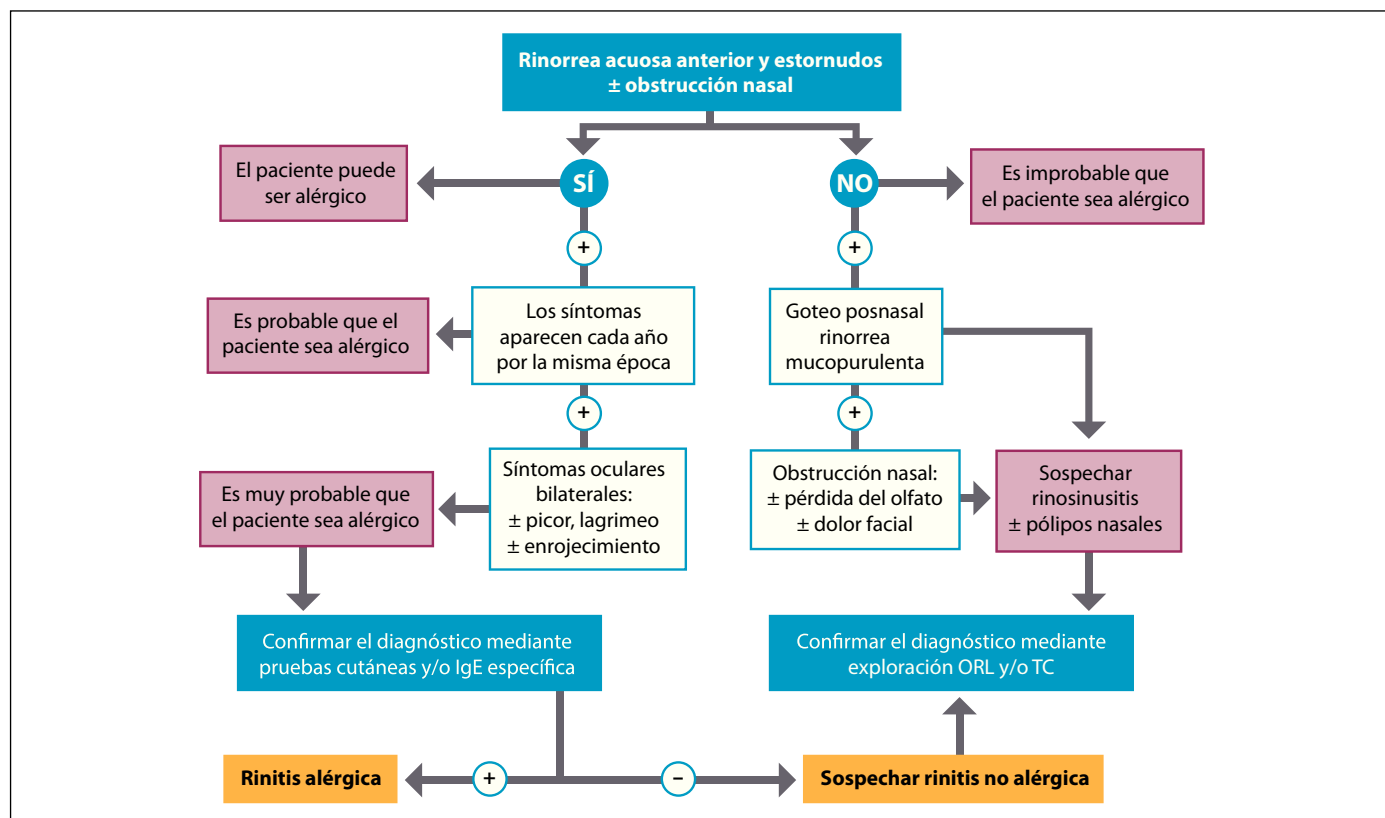 Rinorrea acuosa anterior y estornudos
± obstrucción nasal
El paciente puede
ser alérgico
SÍ
NO
Es improbable que
el paciente sea alérgico
+
+
Es probable que el
paciente sea alérgico
Los síntomas
aparecen cada año
por la misma época
Goteo posnasal
rinorrea
mucopurulenta
+
+
Es muy probable que
el paciente sea alérgico
Síntomas oculares
bilaterales:
± picor, lagrimeo
± enrojecimiento
Obstrucción nasal:
± pérdida del olfato
± dolor facial
Sospechar
rinosinusitis
± pólipos nasales
Confirmar el diagnóstico mediante
pruebas cutáneas y/o IgE específica
Confirmar el diagnóstico mediante
exploración ORL y/o TC
Rinitis alérgica
+
–
Sospechar rinitis no alérgica